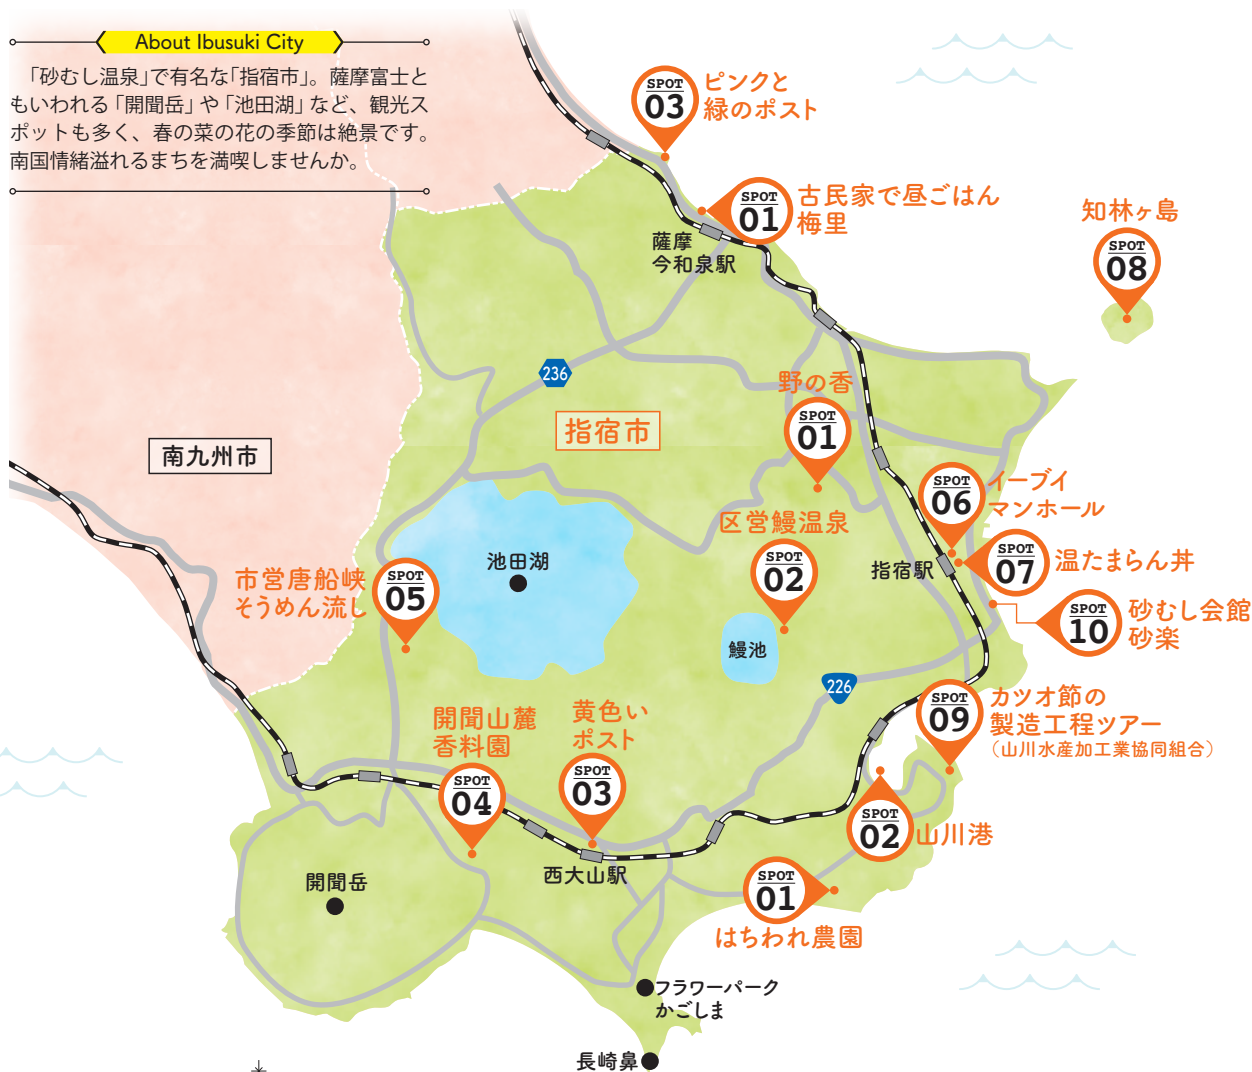 About Ibusuki City
「砂むし温泉」で有名な「指宿市」。薩摩富士と
もいわれる「開聞岳」や「池田湖」など、観光ス
ポットも多く、春の菜の花の季節は絶景です。
南国情緒溢れるまちを満喫しませんか。
SPOT
03
ピンクと
緑のポスト
SPOT
01
古民家で昼ごはん
梅里
薩摩
今和泉駅
知林ヶ島
SPOT
08
236
野の香
SPOT
01
指宿市
南九州市
SPOT
06
イーブイ
マンホール
区営鰻温泉
SPOT
02
指宿駅
SPOT
07
温たまらん丼
池田湖
市営唐船峡
そうめん流し
SPOT
05
SPOT
10
砂むし会館
砂楽
鰻池
226
SPOT
09
カツオ節の
製造工程ツアー
（山川水産加工業協同組合）
開聞山麓
香料園
SPOT
04
黄色い
ポスト
SPOT
03
SPOT
02
山川港
西大山駅
開聞岳
SPOT
01
はちわれ農園
フラワーパーク
かごしま
長崎鼻